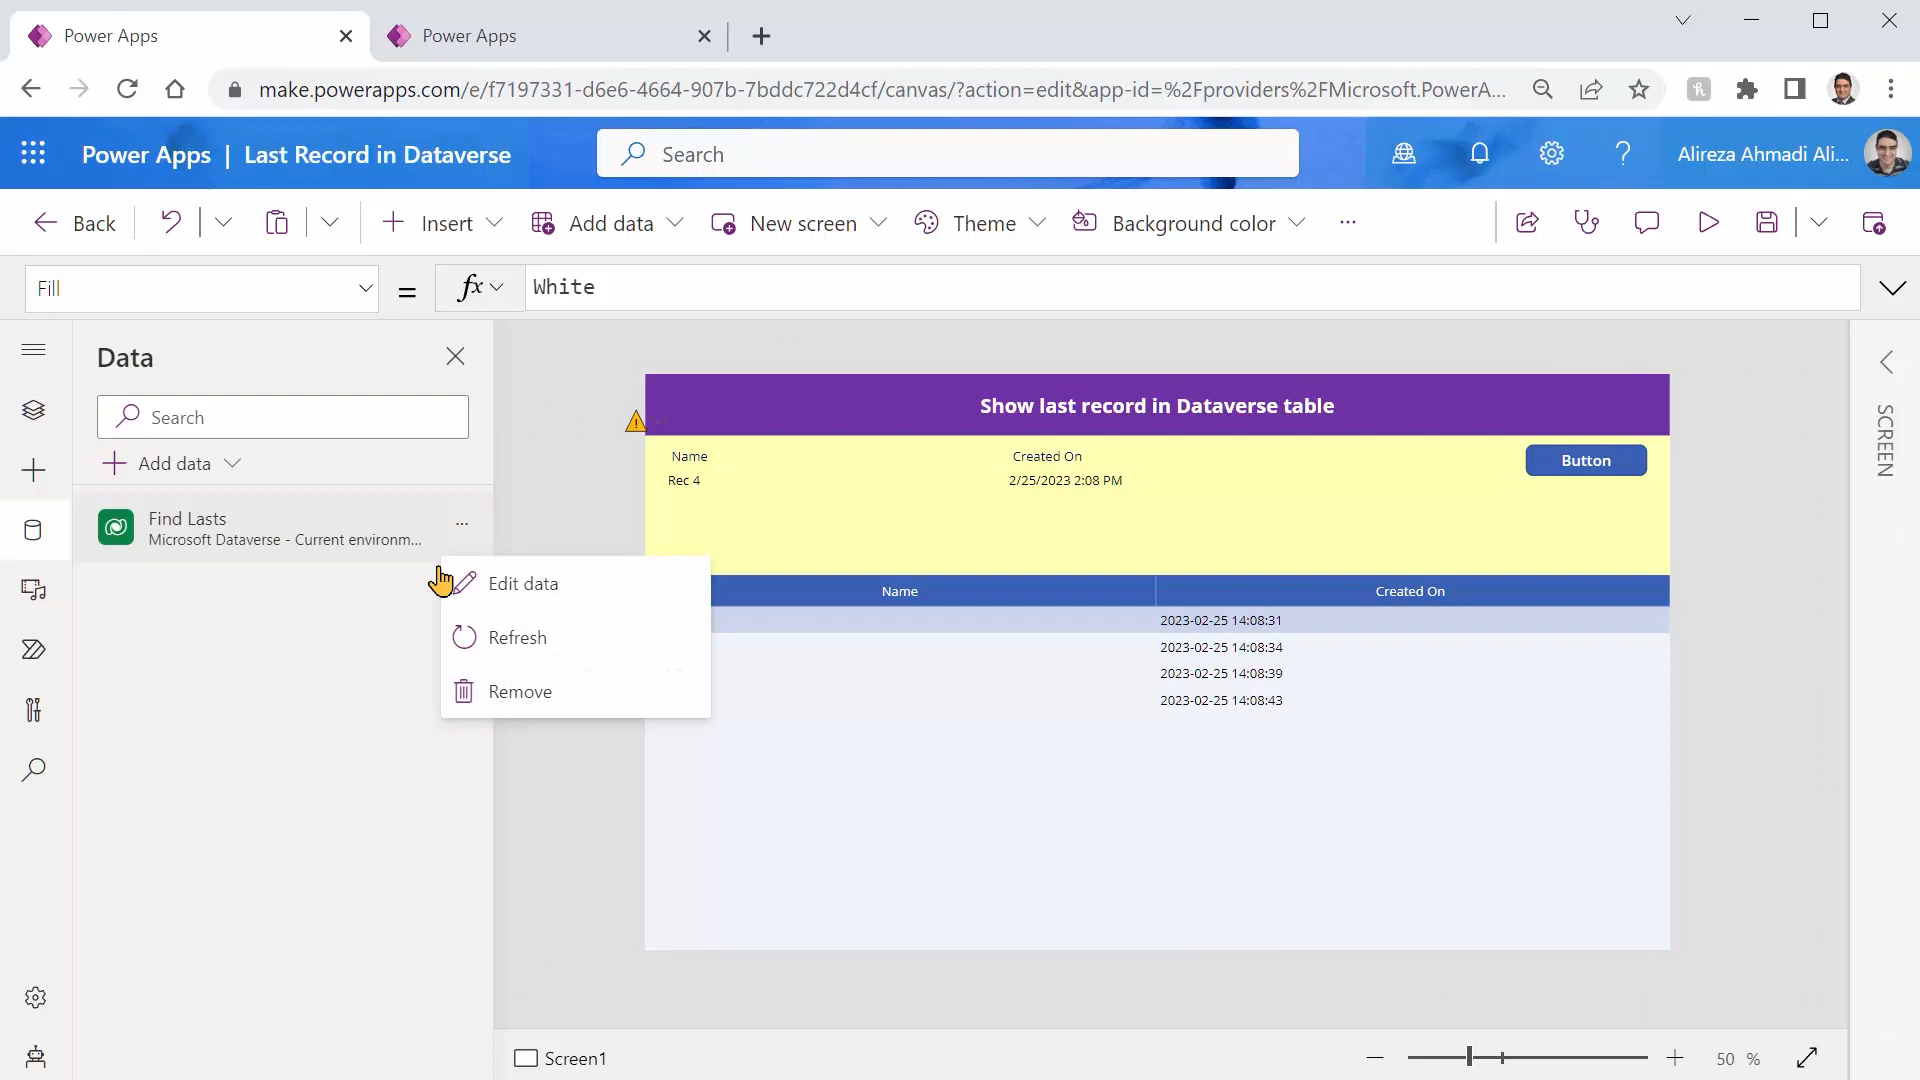 Power Apps
Power Apps
make.powerapps.com/e/f7197331-d6e6-4664-907b-7bddc722d4cf/canvas/?action=edit&app-id=%2Fproviders%2FMicrosoft.PowerA...
Power Apps | Last Record in Dataverse
Search
Alireza Ahmadi Ali...
Back
Insert
Add data
New screen
Theme
Background color
...
Fill
=
fx
White
Data
Search
Add data
Find Lasts
Microsoft Dataverse - Current environm...
...
Edit data
Refresh
Remove
Show last record in Dataverse table
Name
Created On
Button
Rec 4
2/25/2023 2:08 PM
Name
Created On
2023-02-25 14:08:31
2023-02-25 14:08:34
2023-02-25 14:08:39
2023-02-25 14:08:43
SCREEN
Screen1
50 %